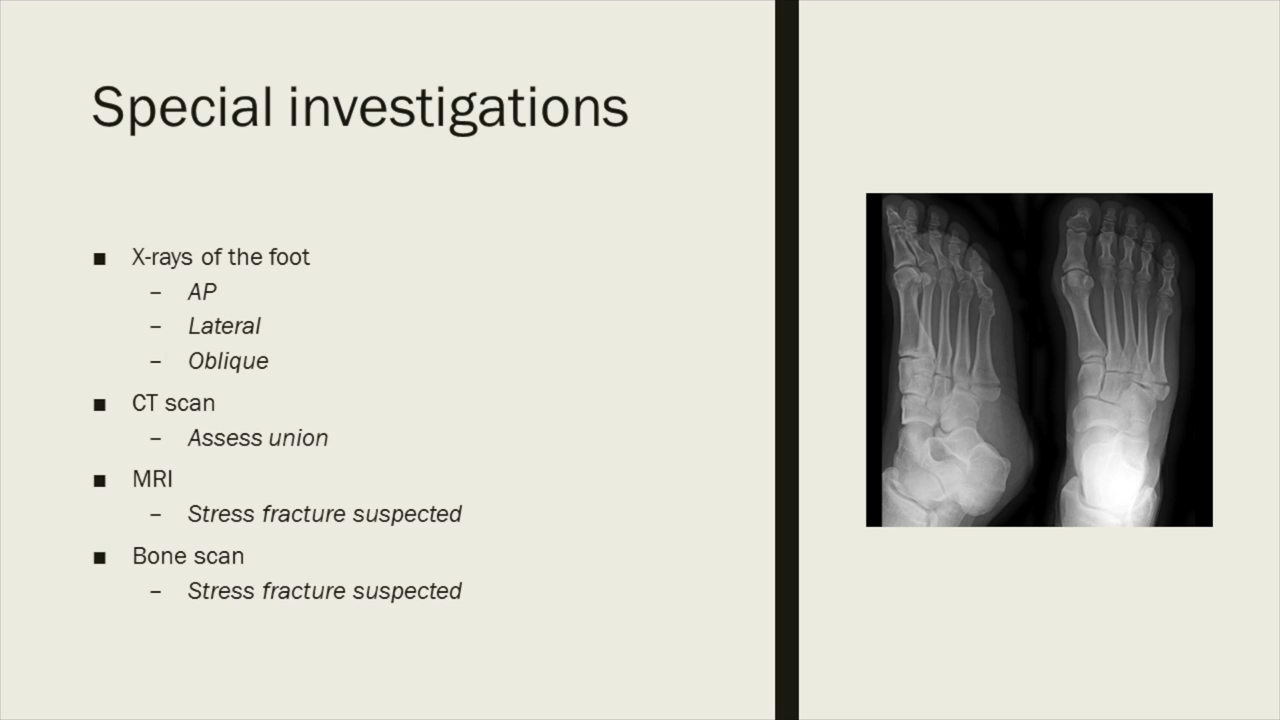 Special investigations
■ X-rays of the foot
– AP
– Lateral
– Oblique
■ CT scan
– Assess union
■ MRI
– Stress fracture suspected
■ Bone scan
– Stress fracture suspected